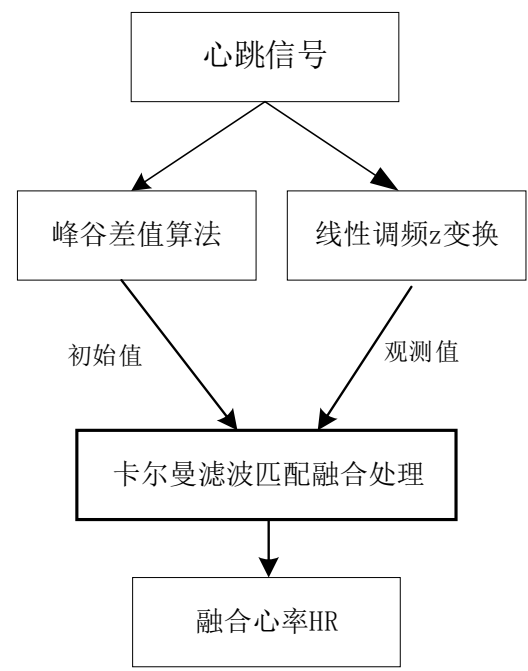 心跳信号
峰谷差值算法
线性调频z变换
初始值
观测值
卡尔曼滤波匹配融合处理
融合心率HR